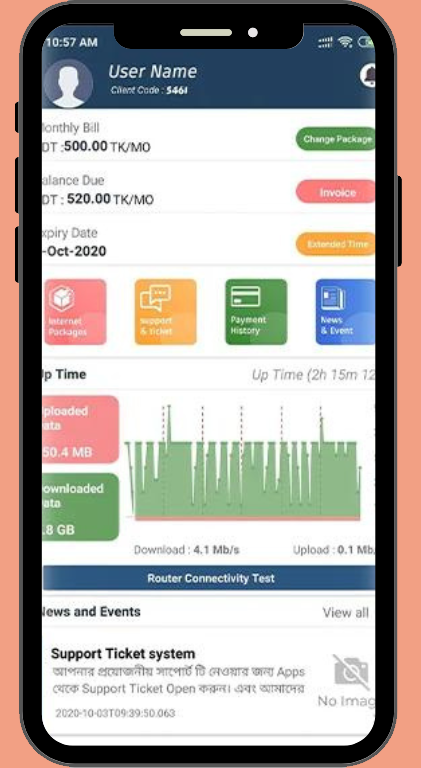 10:57 AM
User Name
Client Code : 5461
onthly Bill
DT :500.00 TK/MO
Change Package
alance Due
DT : 520.00 TK/MO
Invoice
xpiry Date
-Oct-2020
Extended Time
Internet
Packages
support
& ticket
Payment
History
News
& Event
p Time
Up Time (2h 15m 12
ploaded
ata
50.4 MB
ownloaded
ata
.8 GB
Download : 4.1 Mb/s
Upload : 0.1 Mb
Router Connectivity Test
ews and Events
View all
Support Ticket system
আপনার প্রয়োজনীয় সাপোর্ট টি নেওয়ার জন্য Apps
থেকে Support Ticket Open করুন। এবং আমাদের
No Imag
2020-10-03T09:39:50.063